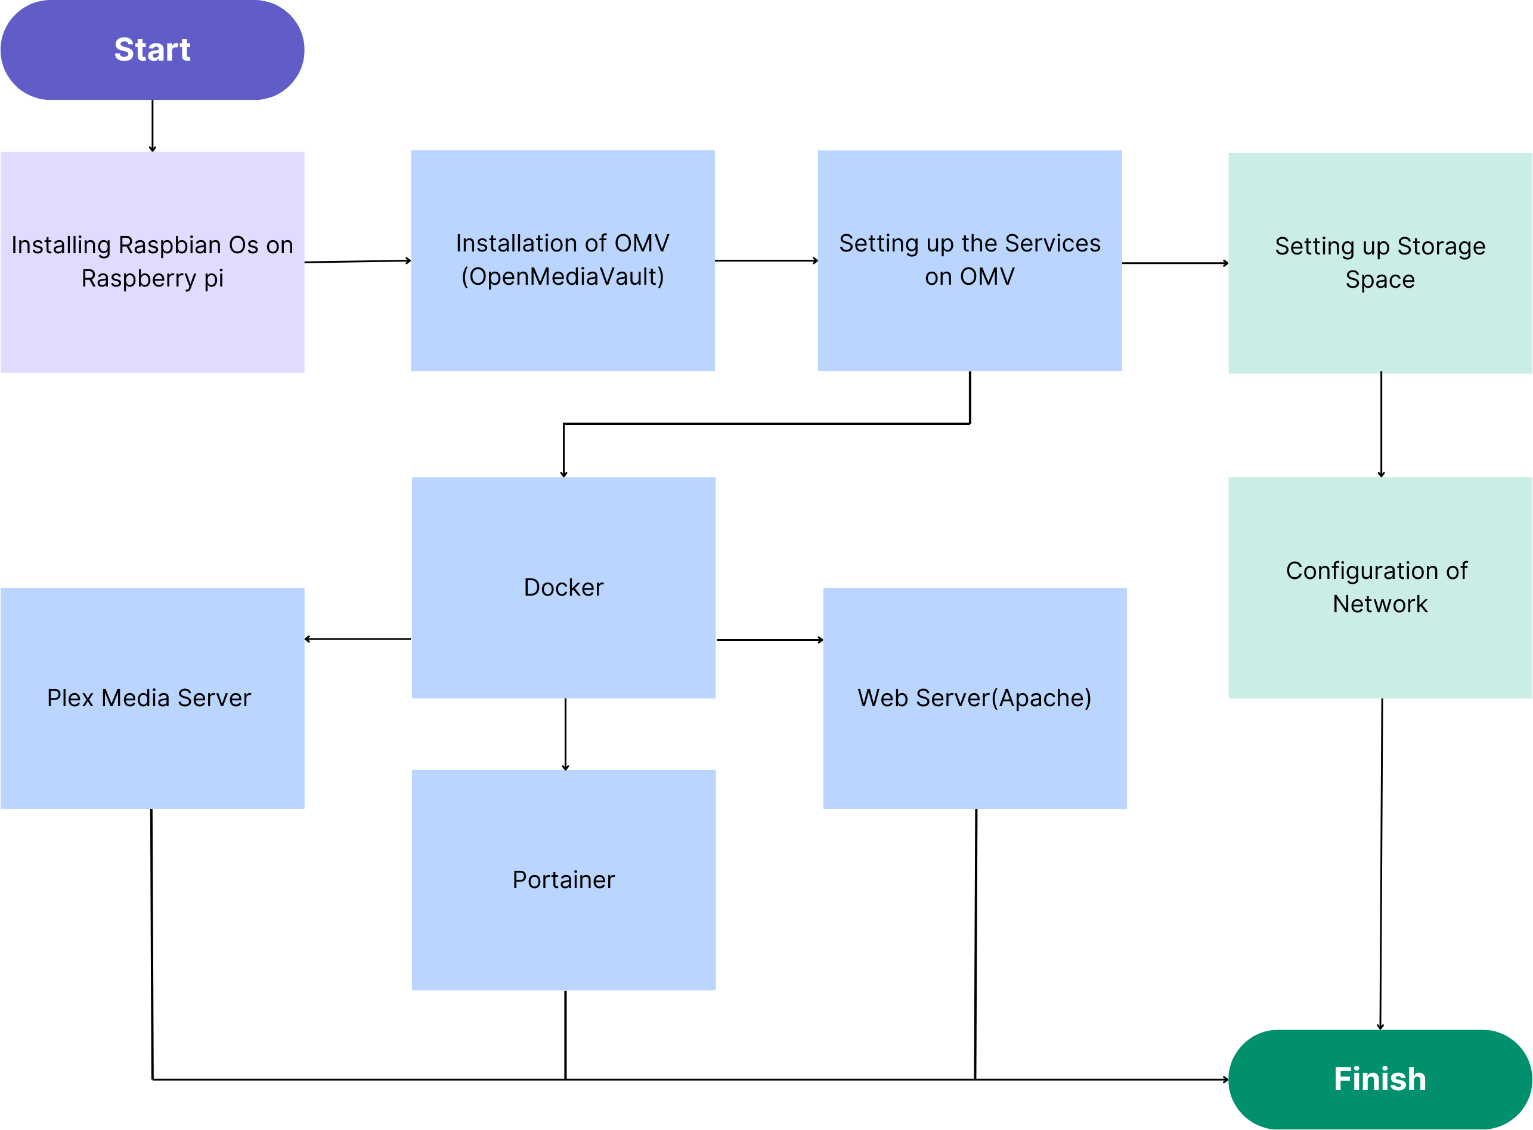 Start
Installing Raspbian Os on
Raspberry pi
Installation of OMV
(OpenMediaVault)
Setting up the Services
on OMV
Setting up Storage
Space
Docker
Configuration of
Network
Plex Media Server
Web Server(Apache)
Portainer
Finish